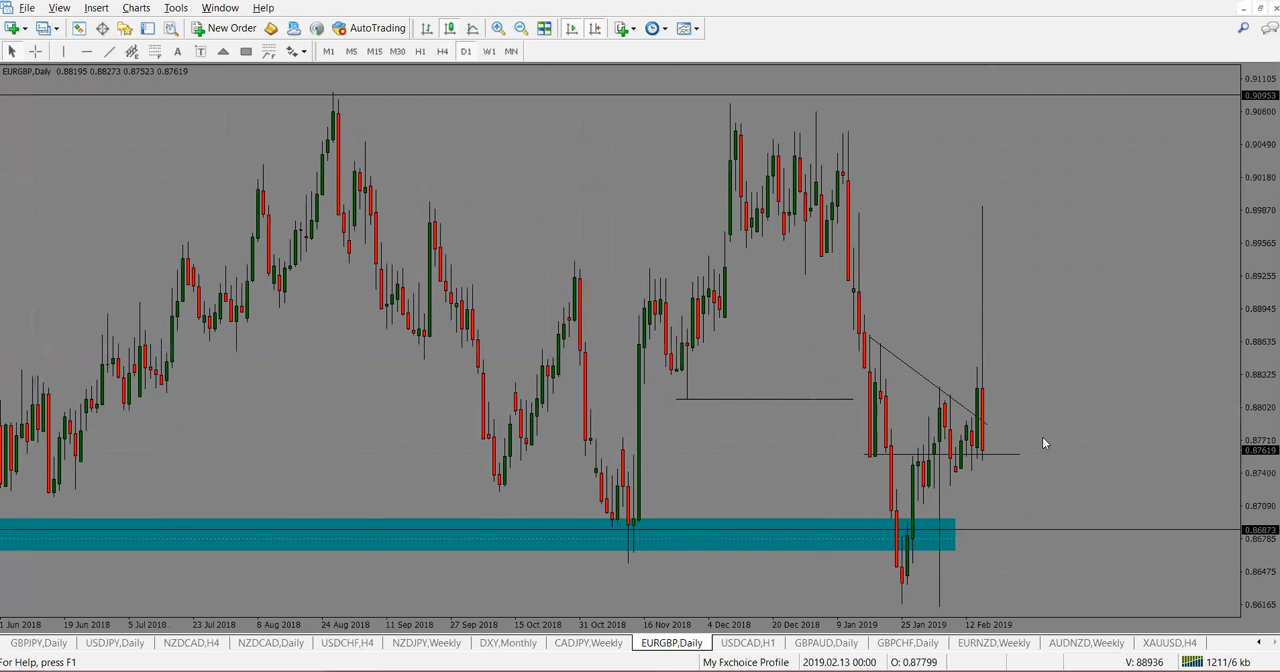 File View Insert Charts Tools Window Help
New Order AutoTrading
A T M1 M5 M15 M30 H1 H4 D1 W1 MN
EURGBP,Daily 0.88195 0.88273 0.87523 0.87619
0.91105
0.90953
0.90800
0.90490
0.90180
0.89870
0.89565
0.89255
0.88945
0.88635
0.88325
0.88020
0.87710
0.87619
0.87400
0.87090
0.86873
0.86785
0.86475
0.86165
1 Jun 2018 19 Jun 2018 5 Jul 2018 23 Jul 2018 8 Aug 2018 24 Aug 2018 11 Sep 2018 27 Sep 2018 15 Oct 2018 31 Oct 2018 16 Nov 2018 4 Dec 2018 20 Dec 2018 9 Jan 2019 25 Jan 2019 12 Feb 2019
GBPJPY,Daily USDJPY,Daily NZDCAD,H4 NZDCAD,Daily USDCHF,H4 NZDJPY,Weekly DXY,Monthly CADJPY,Weekly EURGBP,Daily USDCAD,H1 GBPAUD,Daily GBPCHF,Daily EURNZD,Weekly AUDNZD,Weekly XAUUSD,H4
For Help, press F1 My Fxchoice Profile 2019.02.13 00:00 O: 0.87799 V: 88936 1211/6 kb